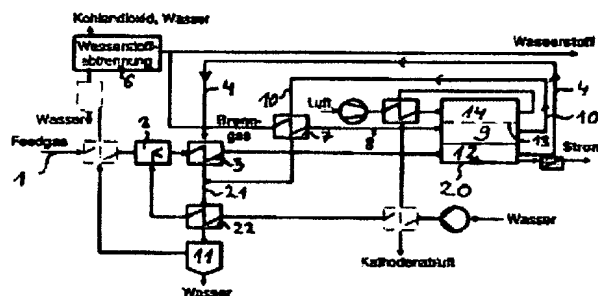 Kohlendioxid, Wasser
Wasserstoff-
abtrennung
6
Wasserstoff
4
10
Luft
14
4
10
Wasser
Brenn-
gas
7
8
9
13
Feedgas
2
3
12
Strom
1
20
21
22
Wasser
11
Kathodenabluft
Wasser